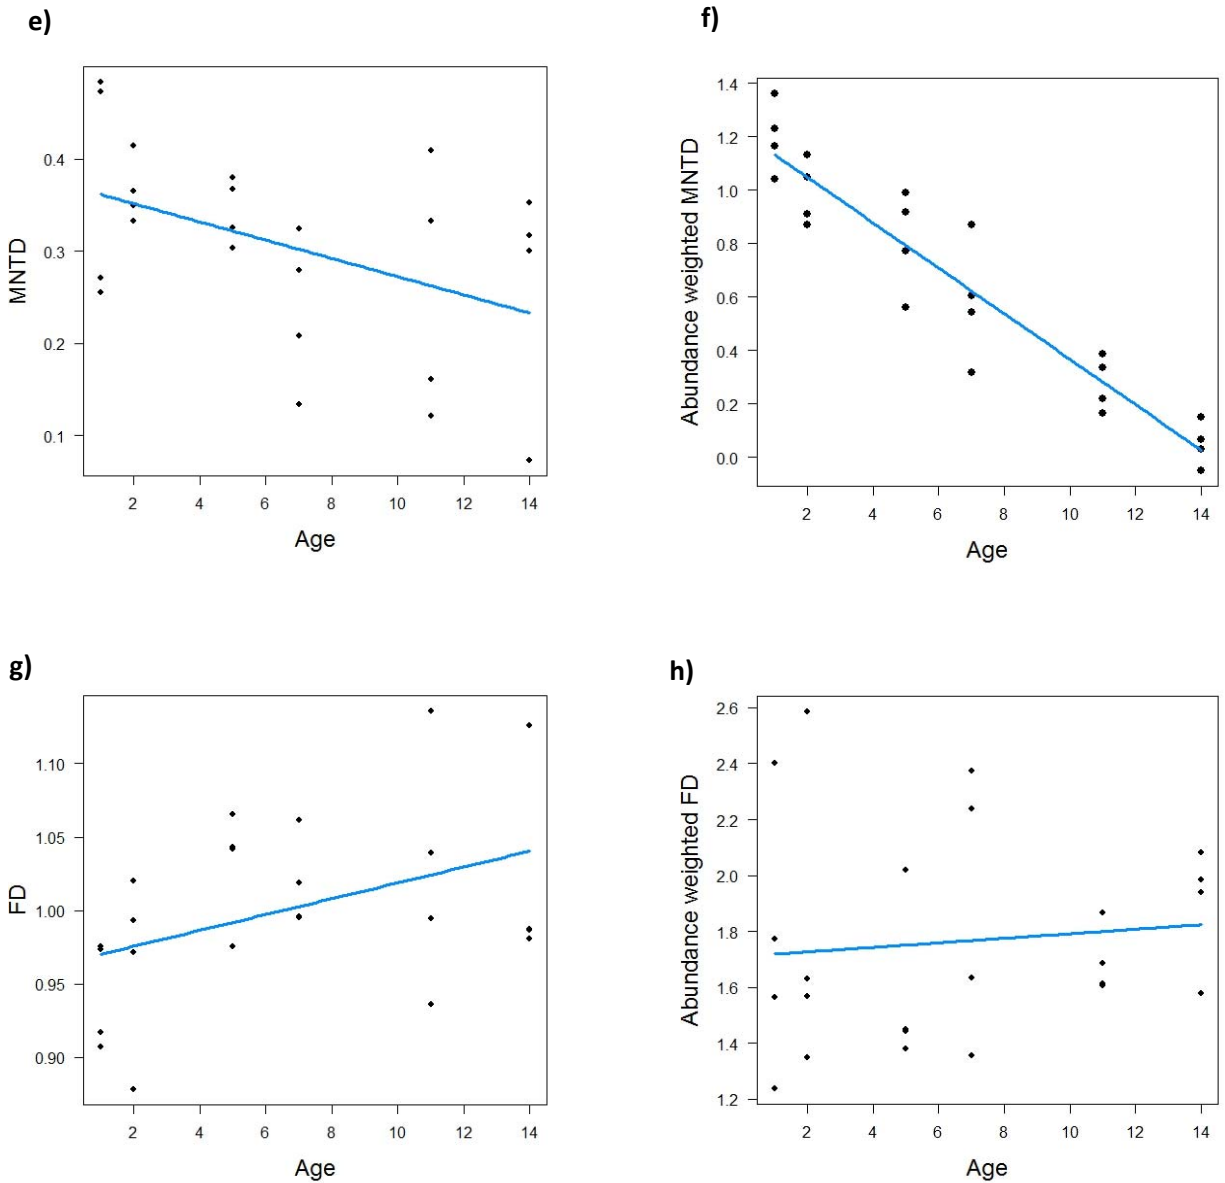 e)
MNTD
0.4
0.3
0.2
0.1
2 4 6 8 10 12 14
Age
f)
Abundance weighted MNTD
1.4
1.2
1.0
0.8
0.6
0.4
0.2
0.0
2 4 6 8 10 12 14
Age
g)
FD
1.10
1.05
1.00
0.95
0.90
2 4 6 8 10 12 14
Age
h)
Abundance weighted FD
2.6
2.4
2.2
2.0
1.8
1.6
1.4
1.2
2 4 6 8 10 12 14
Age